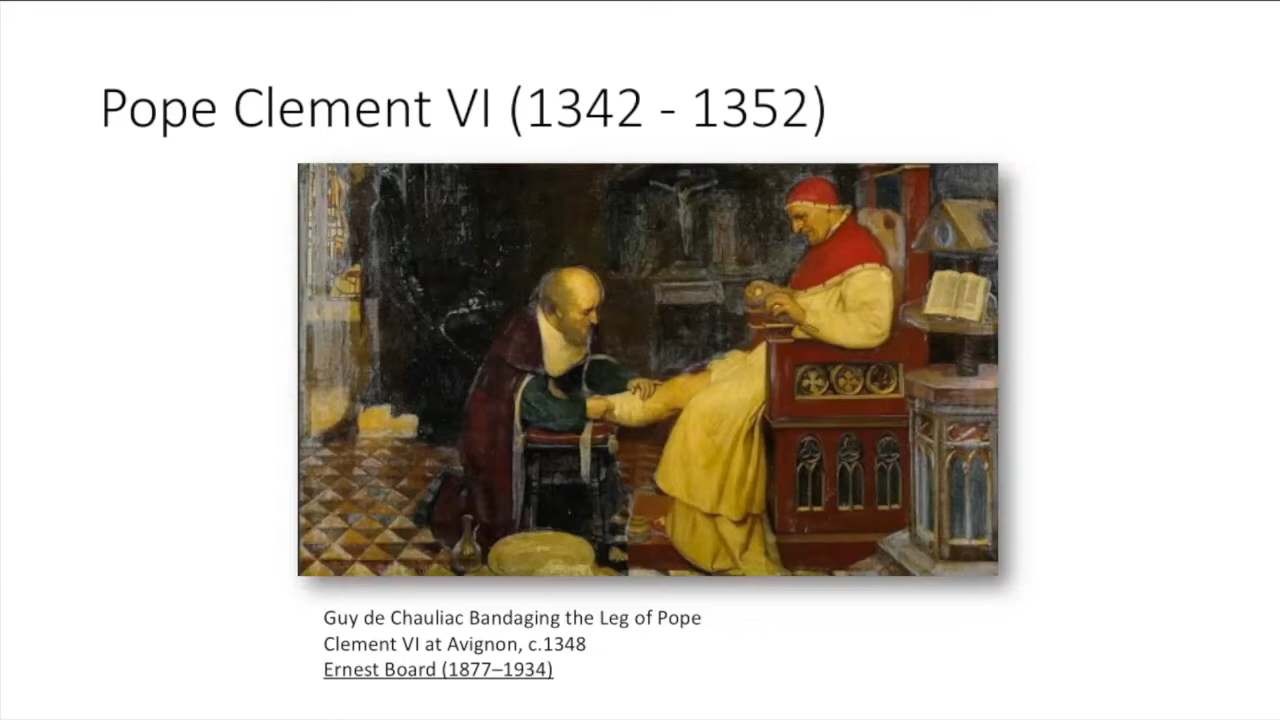 Pope Clement VI (1342 - 1352)
Guy de Chauliac Bandaging the Leg of Pope
Clement VI at Avignon, c.1348
Ernest Board (1877–1934)